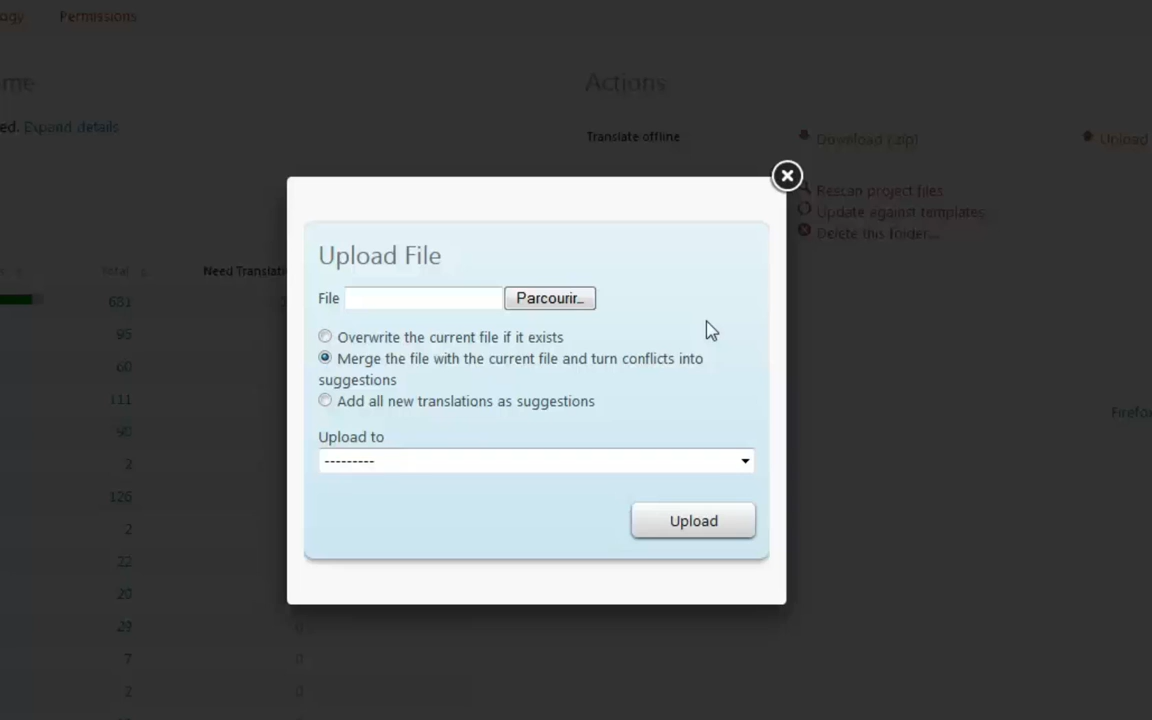 Permissions
Actions
ed. Expand details
Translate offline
Download (.zip)
Upload
Rescan project files
Update against templates
Delete this folder...
Upload File
File
Parcourir...
Overwrite the current file if it exists
Merge the file with the current file and turn conflicts into
suggestions
Add all new translations as suggestions
Upload to
---------
Upload
Total
Need Translati
681
95
60
111
2
126
2
22
20
29
0
7
0
2
0
Firefox